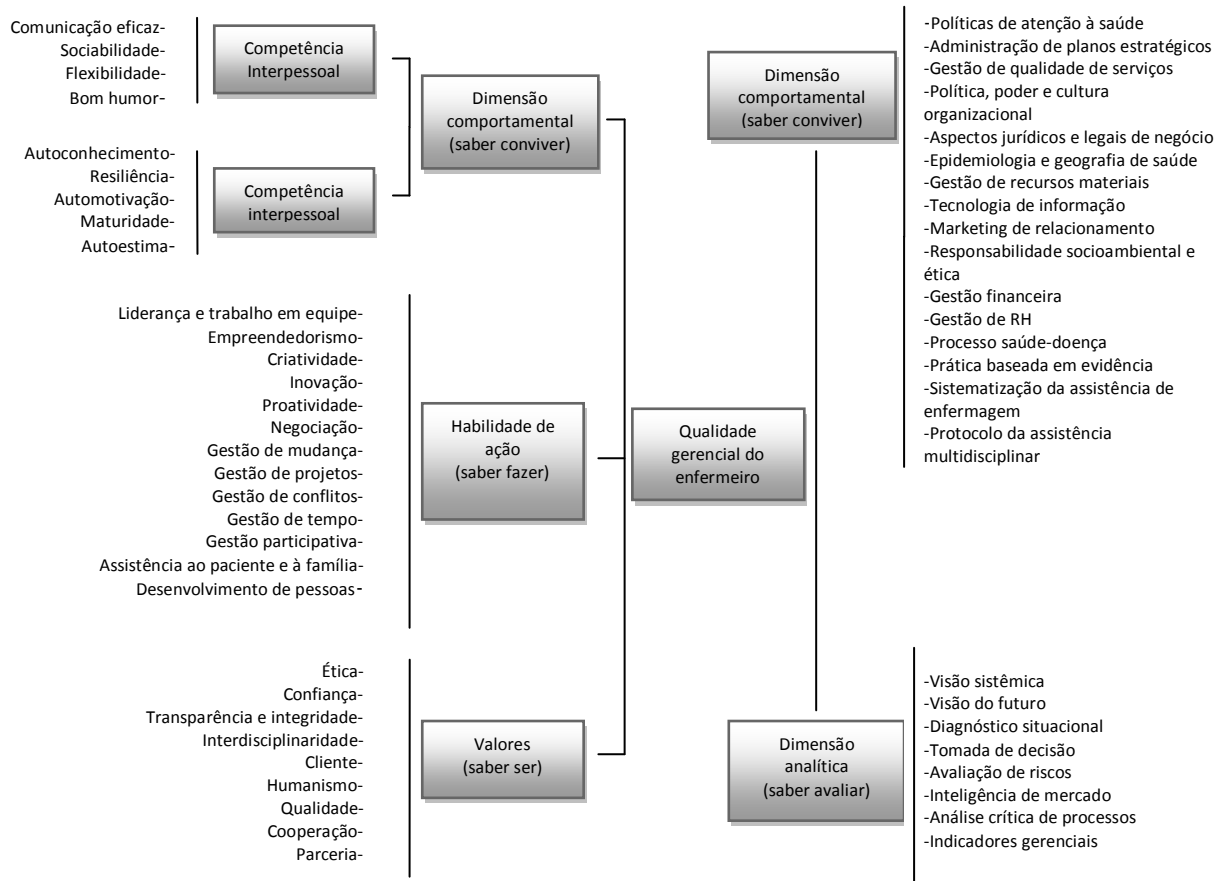 Comunicação eficaz-
Sociabilidade-
Flexibilidade-
Bom humor-
Competência
Interpessoal
Autoconhecimento-
Resiliência-
Automotivação-
Maturidade-
Autoestima-
Competência
interpessoal
Dimensão
comportamental
(saber conviver)
Liderança e trabalho em equipe-
Empreendedorismo-
Criatividade-
Inovação-
Proatividade-
Negociação-
Gestão de mudança-
Gestão de projetos-
Gestão de conflitos-
Gestão de tempo-
Gestão participativa-
Assistência ao paciente e à família-
Desenvolvimento de pessoas-
Habilidade de
ação
(saber fazer)
Ética-
Confiança-
Transparência e integridade-
Interdisciplinaridade-
Cliente-
Humanismo-
Qualidade-
Cooperação-
Parceria-
Valores
(saber ser)
Qualidade
gerencial do
enfermeiro
Dimensão
comportamental
(saber conviver)
-Políticas de atenção à saúde
-Administração de planos estratégicos
-Gestão de qualidade de serviços
-Política, poder e cultura
organizacional
-Aspectos jurídicos e legais de negócio
-Epidemiologia e geografia de saúde
-Gestão de recursos materiais
-Tecnologia de informação
-Marketing de relacionamento
-Responsabilidade socioambiental e
ética
-Gestão financeira
-Gestão de RH
-Processo saúde-doença
-Prática baseada em evidência
-Sistematização da assistência de
enfermagem
-Protocolo da assistência
multidisciplinar
Dimensão
analítica
(saber avaliar)
-Visão sistêmica
-Visão do futuro
-Diagnóstico situacional
-Tomada de decisão
-Avaliação de riscos
-Inteligência de mercado
-Análise crítica de processos
-Indicadores gerenciais